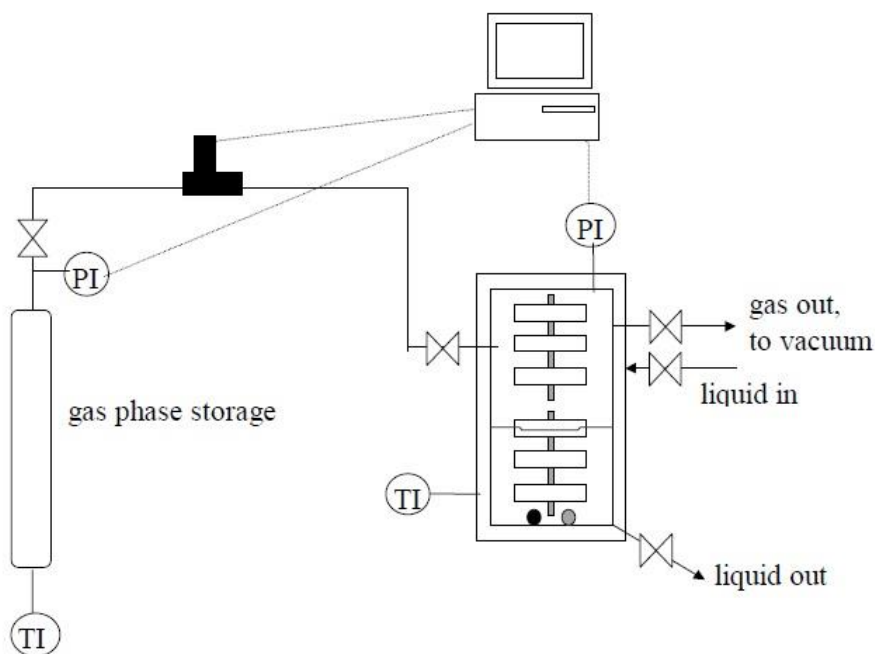 PI
PI
gas out,
to vacuum
liquid in
gas phase storage
TI
liquid out
TI